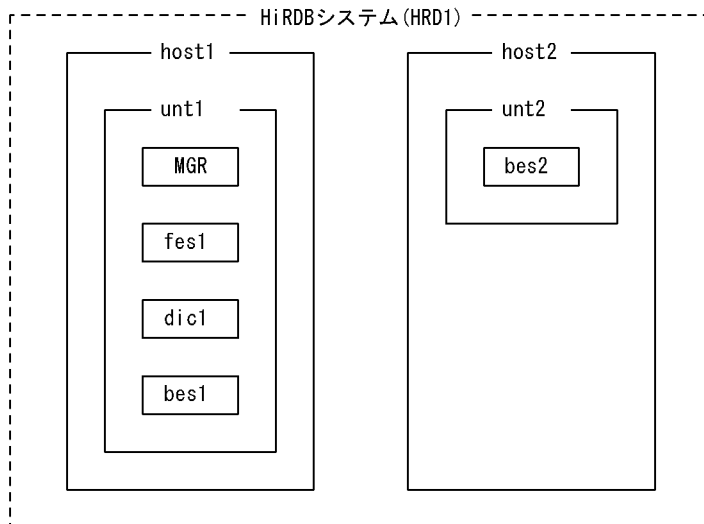 HiRDBシステム(HRD1)
host1
host2
unt1
unt2
MGR
bes2
fes1
dic1
bes1